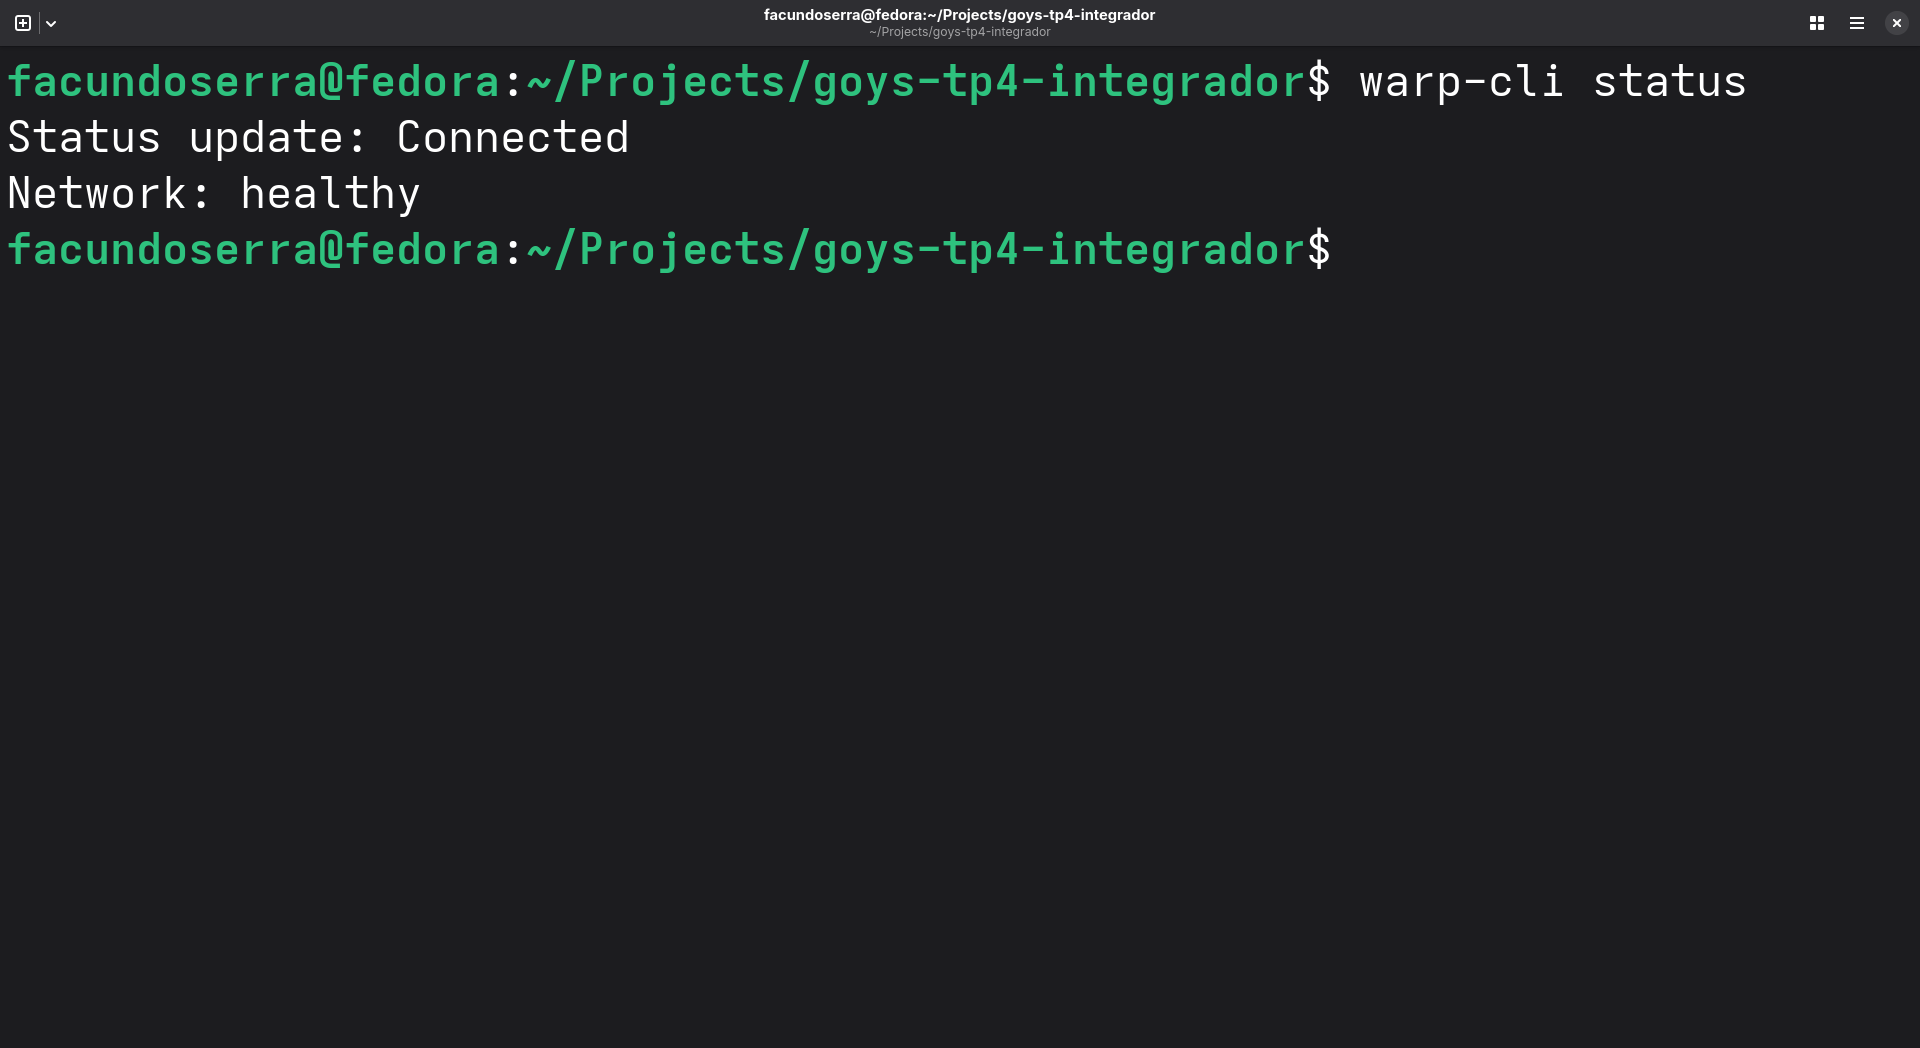 facundoserra@fedora:~/Projects/goys-tp4-integrador
~/Projects/goys-tp4-integrador
facundoserra@fedora:~/Projects/goys-tp4-integrador$ warp-cli status
Status update: Connected
Network: healthy
facundoserra@fedora:~/Projects/goys-tp4-integrador$